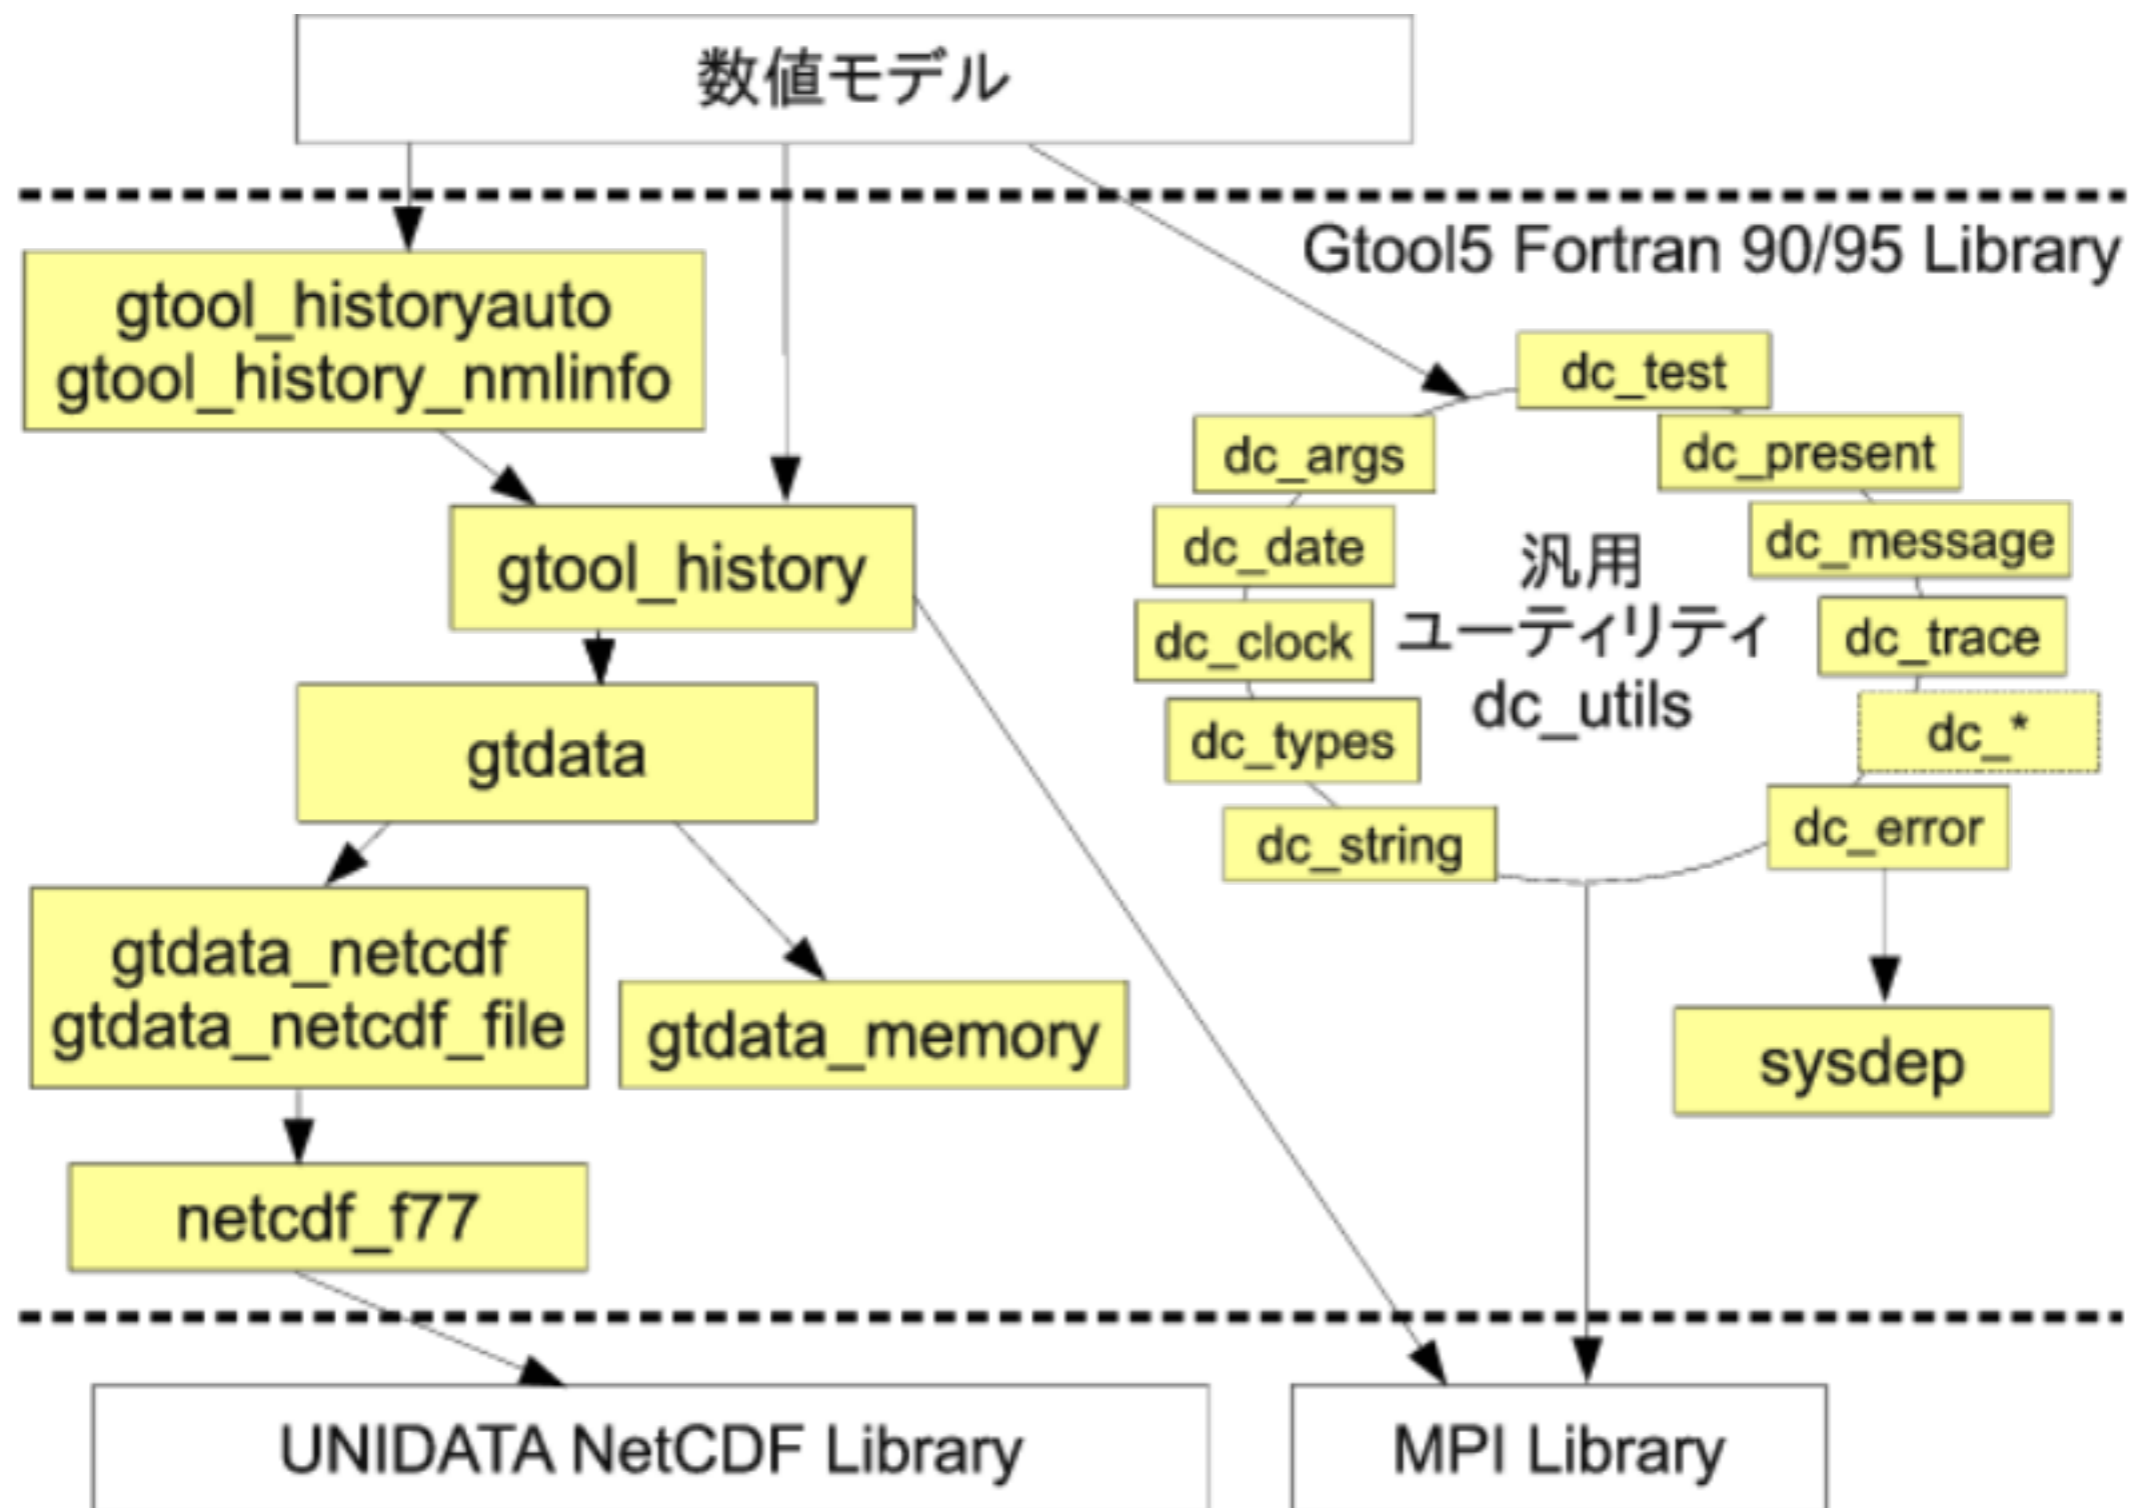 数値モデル
Gtool5 Fortran 90/95 Library
gtool_historyauto
gtool_history_nmlinfo
gtool_history
gtdata
gtdata_netcdf
gtdata_netcdf_file
gtdata_memory
netcdf_f77
dc_test
dc_args
dc_present
dc_date
dc_message
dc_clock
dc_trace
dc_types
dc_*
dc_string
dc_error
汎用
ユーティリティ
dc_utils
sysdep
UNIDATA NetCDF Library
MPI Library